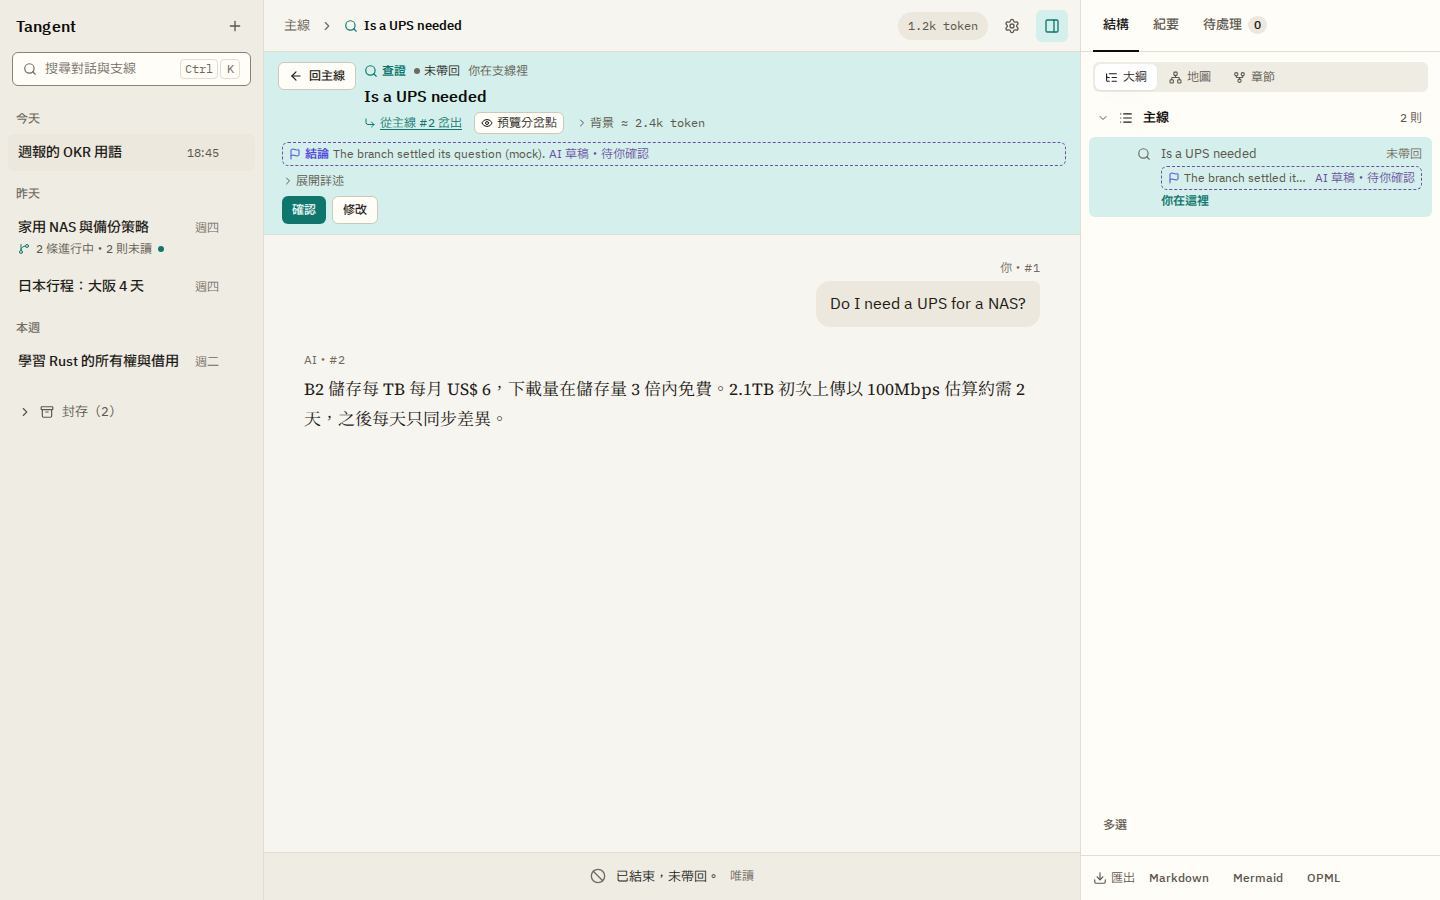 Tangent
搜尋對話與支線 Ctrl K
今天
週報的 OKR 用語 18:45
昨天
家用 NAS 與備份策略 週四
2 條進行中・2 則未讀
日本行程：大阪 4 天 週四
本週
學習 Rust 的所有權與借用 週二
封存（2）
主線 Is a UPS needed 1.2k token
回主線 查證 未帶回 你在支線裡
Is a UPS needed
從主線 #2 岔出 預覽分岔點 背景 ≈ 2.4k token
結論 The branch settled its question (mock). AI 草稿・待你確認
展開詳述
確認 修改
你・#1
Do I need a UPS for a NAS?
AI・#2
B2 儲存每 TB 每月 US$ 6，下載量在儲存量 3 倍內免費。2.1TB 初次上傳以 100Mbps 估算約需 2
天，之後每天只同步差異。
已結束，未帶回。 唯讀
結構 紀要 待處理 0
大綱 地圖 章節
主線 2 則
Is a UPS needed 未帶回
The branch settled it... AI 草稿・待你確認
你在這裡
多選
匯出 Markdown Mermaid OPML